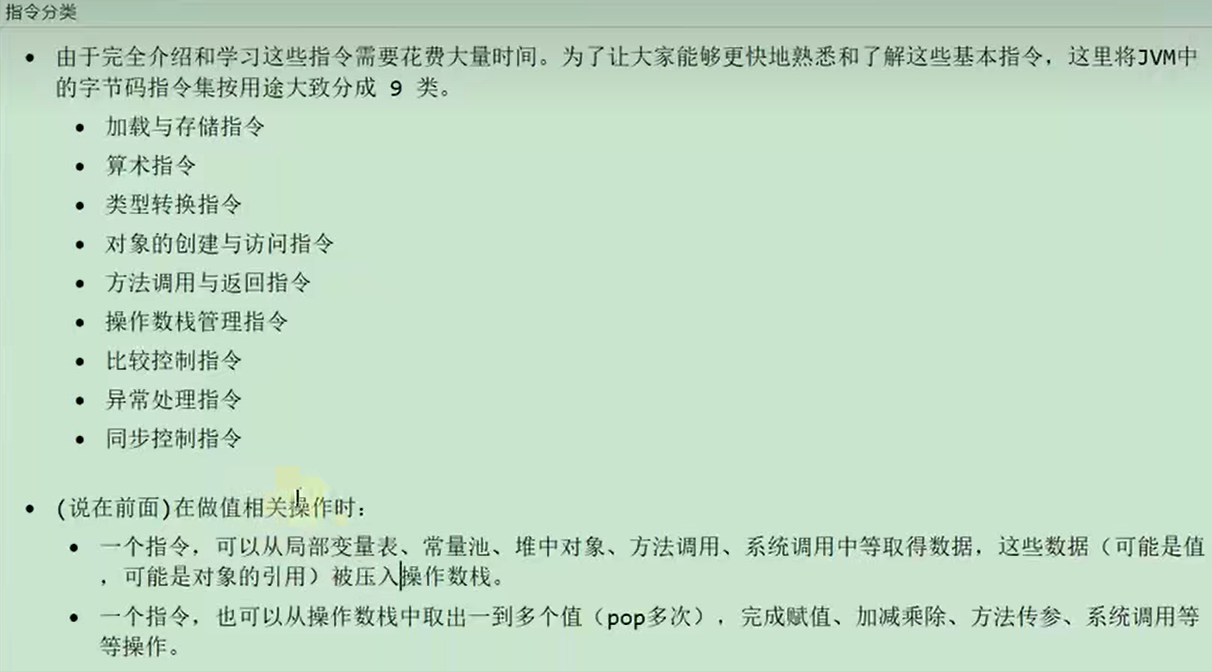 指令分类
由于完全介绍和学习这些指令需要花费大量时间。为了让大家能够更快地熟悉和了解这些基本指令，这里将JVM中
的字节码指令集按用途大致分成 9 类。
加载与存储指令
算术指令
类型转换指令
对象的创建与访问指令
方法调用与返回指令
操作数栈管理指令
比较控制指令
异常处理指令
同步控制指令
(说在前面)在做值相关操作时：
一个指令，可以从局部变量表、常量池、堆中对象、方法调用、系统调用中等取得数据，这些数据（可能是值
，可能是对象的引用）被压入操作数栈。
一个指令，也可以从操作数栈中取出一到多个值（pop多次），完成赋值、加减乘除、方法传参、系统调用等
等操作。